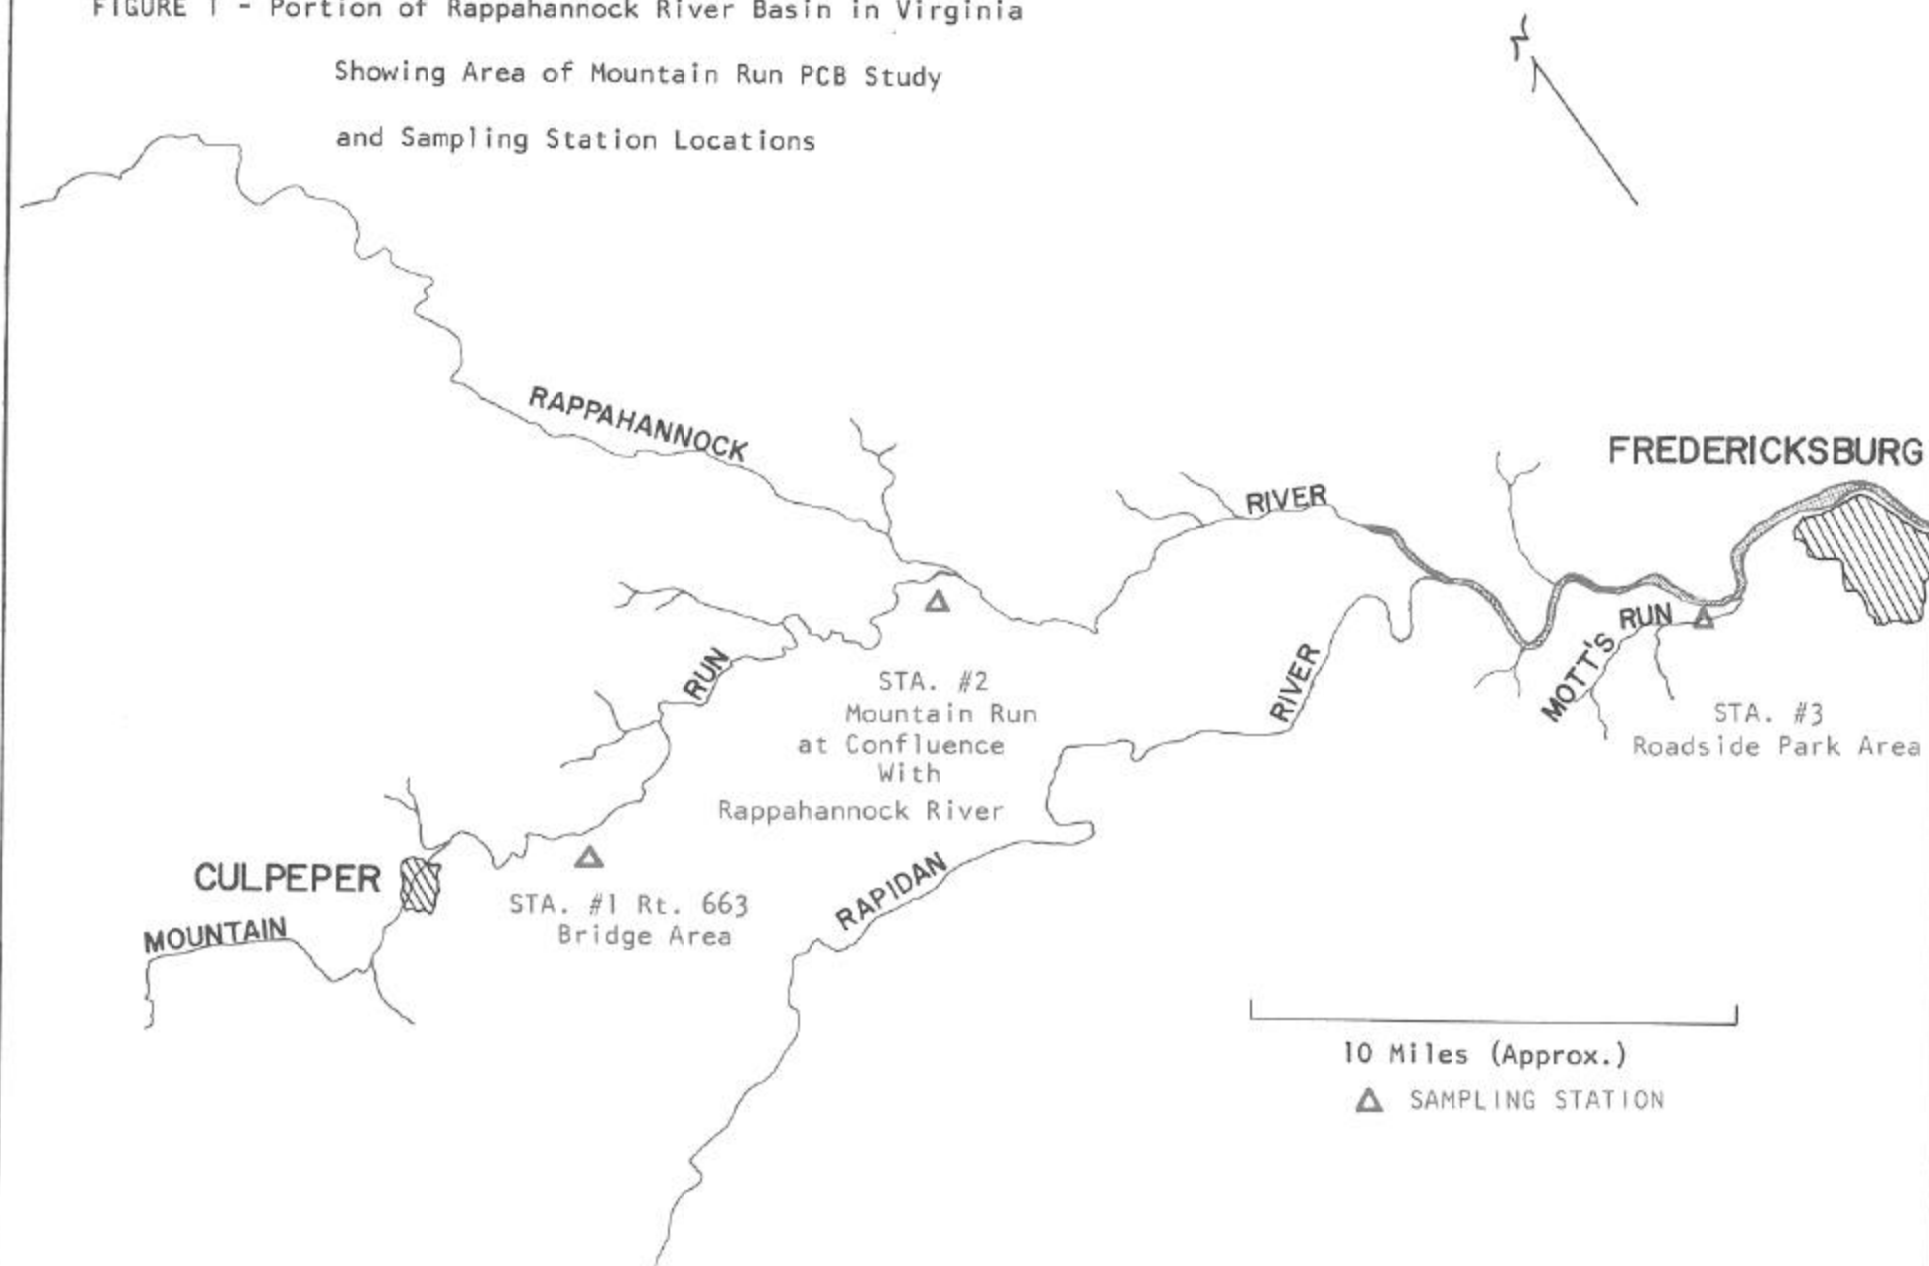 FIGURE 1 - Portion of Rappahannock River Basin in Virginia
Showing Area of Mountain Run PCB Study
and Sampling Station Locations
N
RAPPAHANNOCK
RIVER
FREDERICKSBURG
RUN
MOTT'S RUN
STA. #2
Mountain Run
at Confluence
With
Rappahannock River
RIVER
STA. #3
Roadside Park Area
CULPEPER
STA. #1 Rt. 663
Bridge Area
RAPIDAN
MOUNTAIN
10 Miles (Approx.)
SAMPLING STATION